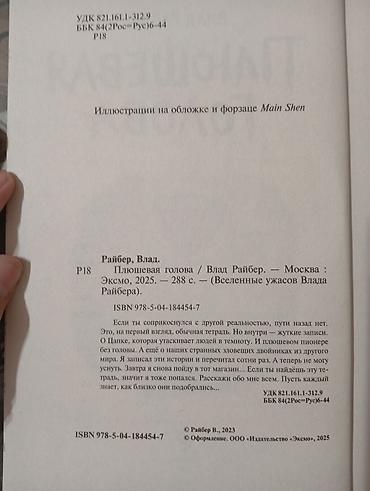 УДК 821.161.1-312.9
ББК 84(2Рос=Рус)6-44
Р18
Иллюстрации на обложке и форзаце Main Shen
Райбер, Влад.
Р18 Плюшевая голова / Влад Райбер. — Москва :
Эксмо, 2025. — 288 с. — (Вселенные ужасов Влада
Райбера).
ISBN 978-5-04-184454-7
Если ты соприкоснулся с другой реальностью, пути назад нет.
Это, на первый взгляд, обычная тетрадь. Но внутри — жуткие записи.
О Цапке, которая утаскивает людей в темноту. И плюшевом пионере
без головы. А ещё о наших странных зловещих двойниках из другого
мира. Я записал эти истории и перечитал сотню раз. А теперь не могу
уснуть. Завтра я снова пойду в тот магазин... Если ты найдёшь эту те-
традь, значит я тоже попался. Расскажи обо мне всем. Пусть каждый
знает, как близко они подобрались...
УДК 821.161.1-312.9
ББК 84(2Рос=Рус)6-44
© Райбер В., 2023
ISBN 978-5-04-184454-7 © Оформление. ООО «Издательство «Эксмо», 2025